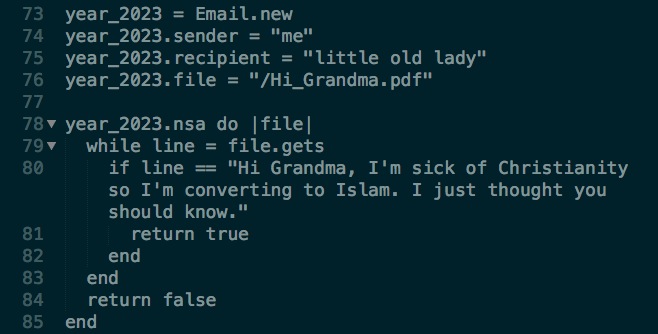 73 year_2023 = Email.new
74 year_2023.sender = "me"
75 year_2023.recipient = "little old lady"
76 year_2023.file = "/Hi_Grandma.pdf"
77
78 year_2023.nsa do |file|
79   while line = file.gets
80     if line == "Hi Grandma, I'm sick of Christianity
    so I'm converting to Islam. I just thought you
    should know."
81       return true
82     end
83   end
84   return false
85 end